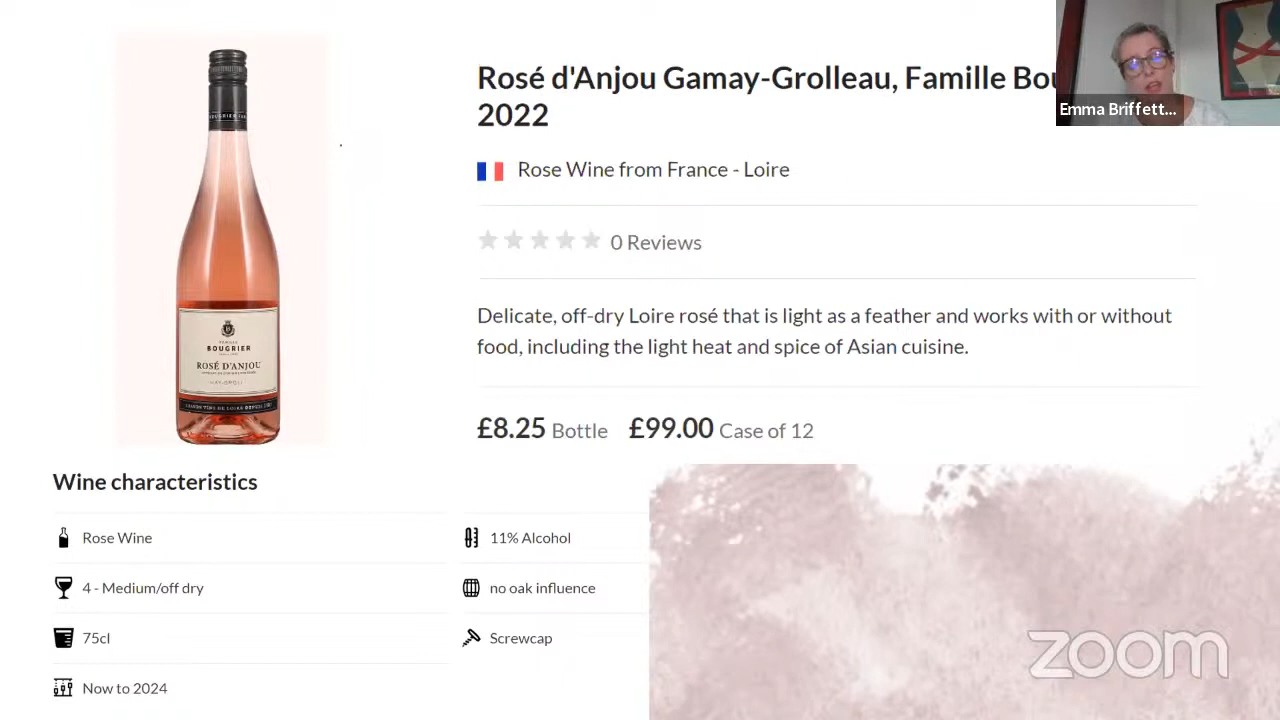 Rosé d'Anjou Gamay-Grolleau, Famille Bou
2022
Emma Briffett...
Rose Wine from France - Loire
0 Reviews
Delicate, off-dry Loire rosé that is light as a feather and works with or without
food, including the light heat and spice of Asian cuisine.
£8.25 Bottle £99.00 Case of 12
BOUGRIER
ROSÉ D'ANJOU
Wine characteristics
Rose Wine
11% Alcohol
4 - Medium/off dry
no oak influence
75cl
Screwcap
Now to 2024
zoom